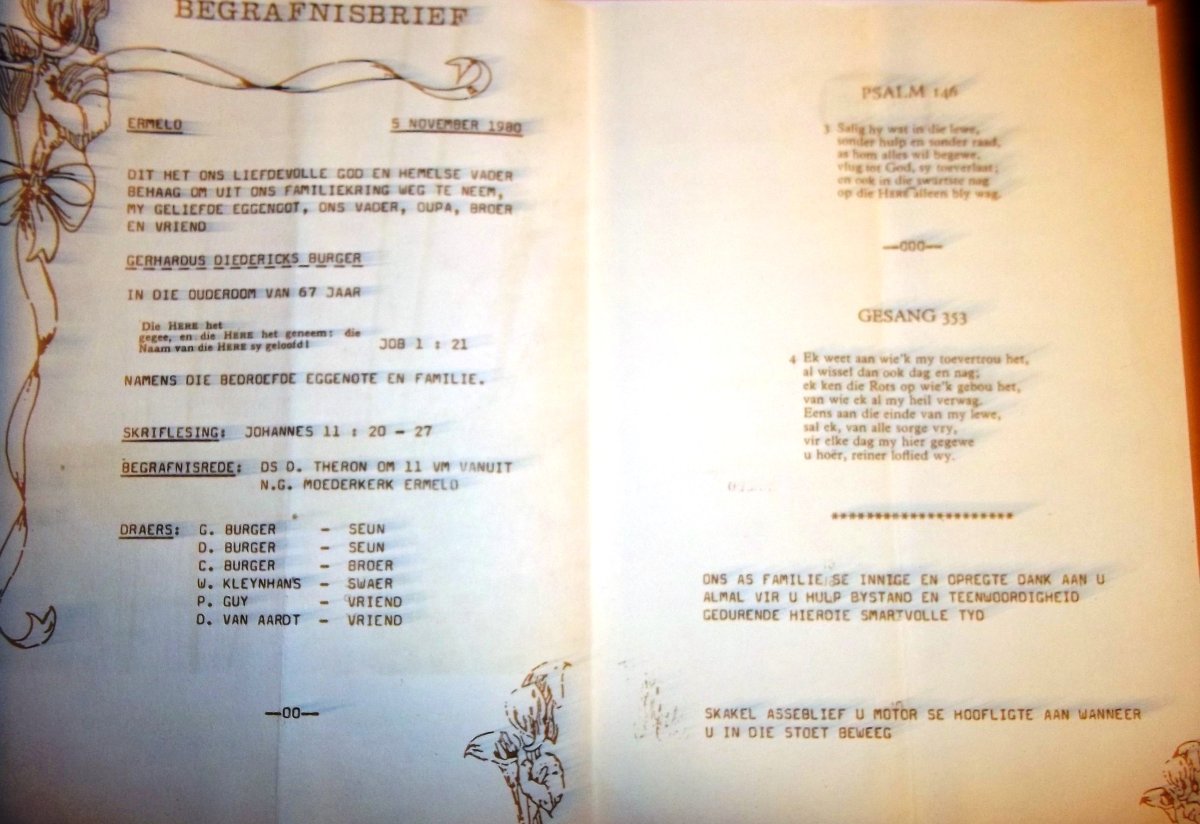 BEGRAFNISBRIEF
ERMELO 5 NOVEMBER 1980
DIT HET ONS LIEFDEVOLLE GOD EN HEMELSE VADER
BEHAAG OM UIT ONS FAMILIEKRING WEG TE NEEM,
MY GELIEFDE EGGENOOT, ONS VADER, OUPA, BROER
EN VRIEND
GERHARDUS DIEDERICKS BURGER
IN DIE OUDERDOM VAN 67 JAAR
Die HERE het
gegee, en die HERE het geneem: die
Naam van die HERE sy geloofd! JOB 1 : 21
NAMENS DIE BEDROEFDE EGGENOTE EN FAMILIE.
SKRIFLESING: JOHANNES 11 : 20 - 27
BEGRAFNISREDE: DS D. THERON OM 11 VM VANUIT
N.G. MOEDERKERK ERMELO
DRAERS: G. BURGER - SEUN
D. BURGER - SEUN
C. BURGER - BROER
W. KLEYNHANS - SWAER
P. GUY - VRIEND
D. VAN AARDT - VRIEND
—OO—
PSALM 146
3 Salig hy wat in die lewe,
sonder hulp en sonder raad,
as hom alles wil begewe,
vlug tot God, sy toeverlaat;
en ook in die swartste nag
op die HERE alleen bly wag.
—OOO—
GESANG 353
4 Ek weet aan wie'k my toevertrou het,
al wissel dan ook dag en nag;
ek ken die Rots op wie'k gebou het,
van wie ek al my heil verwag.
Eens aan die einde van my lewe,
sal ek, van alle sorge vry,
vir elke dag my hier gegewe
u hoër, reiner loflied wy.
*********************
ONS AS FAMILIE SE INNIGE EN OPREGTE DANK AAN U
ALMAL VIR U HULP BYSTAND EN TEENWOORDIGHEID
GEDURENDE HIERDIE SMARTVOLLE TYD
SKAKEL ASSEBLIEF U MOTOR SE HOOFLIGTE AAN WANNEER
U IN DIE STOET BEWEEG